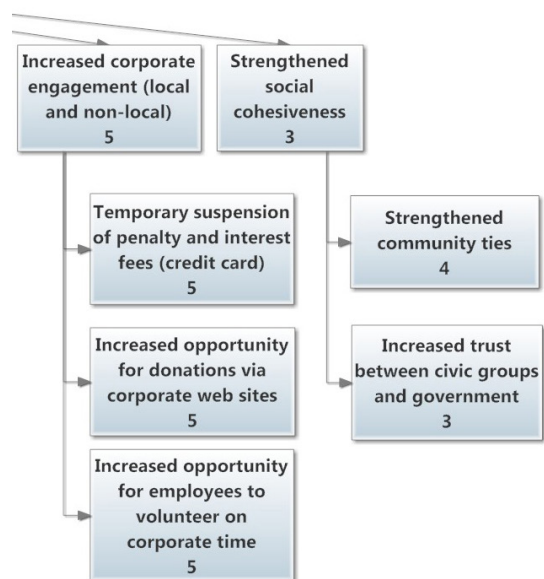 Increased corporate
engagement (local
and non-local)
5
Strengthened
social
cohesiveness
3
Temporary suspension
of penalty and interest
fees (credit card)
5
Increased opportunity
for donations via
corporate web sites
5
Increased opportunity
for employees to
volunteer on
corporate time
5
Strengthened
community ties
4
Increased trust
between civic groups
and government
3